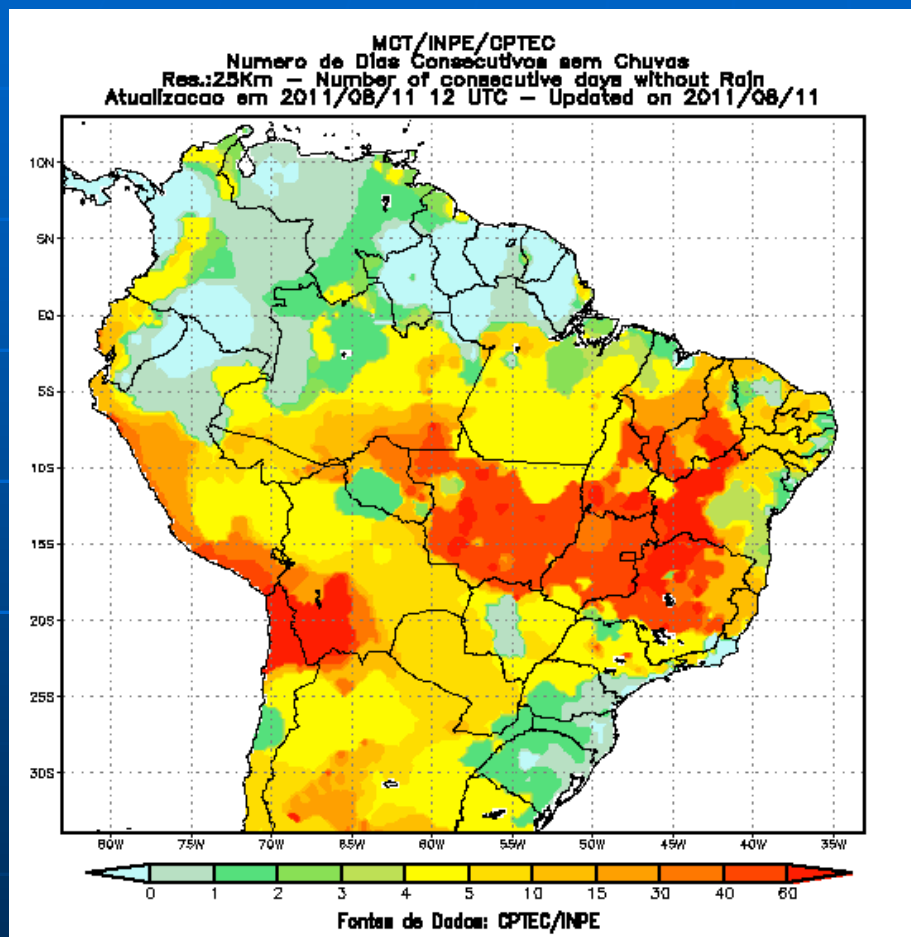 MCT/INPE/CPTEC
Numero de Dias Consecutivos sem Chuvas
Res.:25Km – Number of consecutive days without Rain
Atualizacao em 2011/08/11 12 UTC – Updated on 2011/08/11
10N
5N
EQ
5S
10S
15S
20S
25S
30S
80W 75W 70W 65W 60W 55W 50W 45W 40W 35W
0 1 2 3 4 5 10 15 30 40 60
Fontes de Dados: CPTEC/INPE